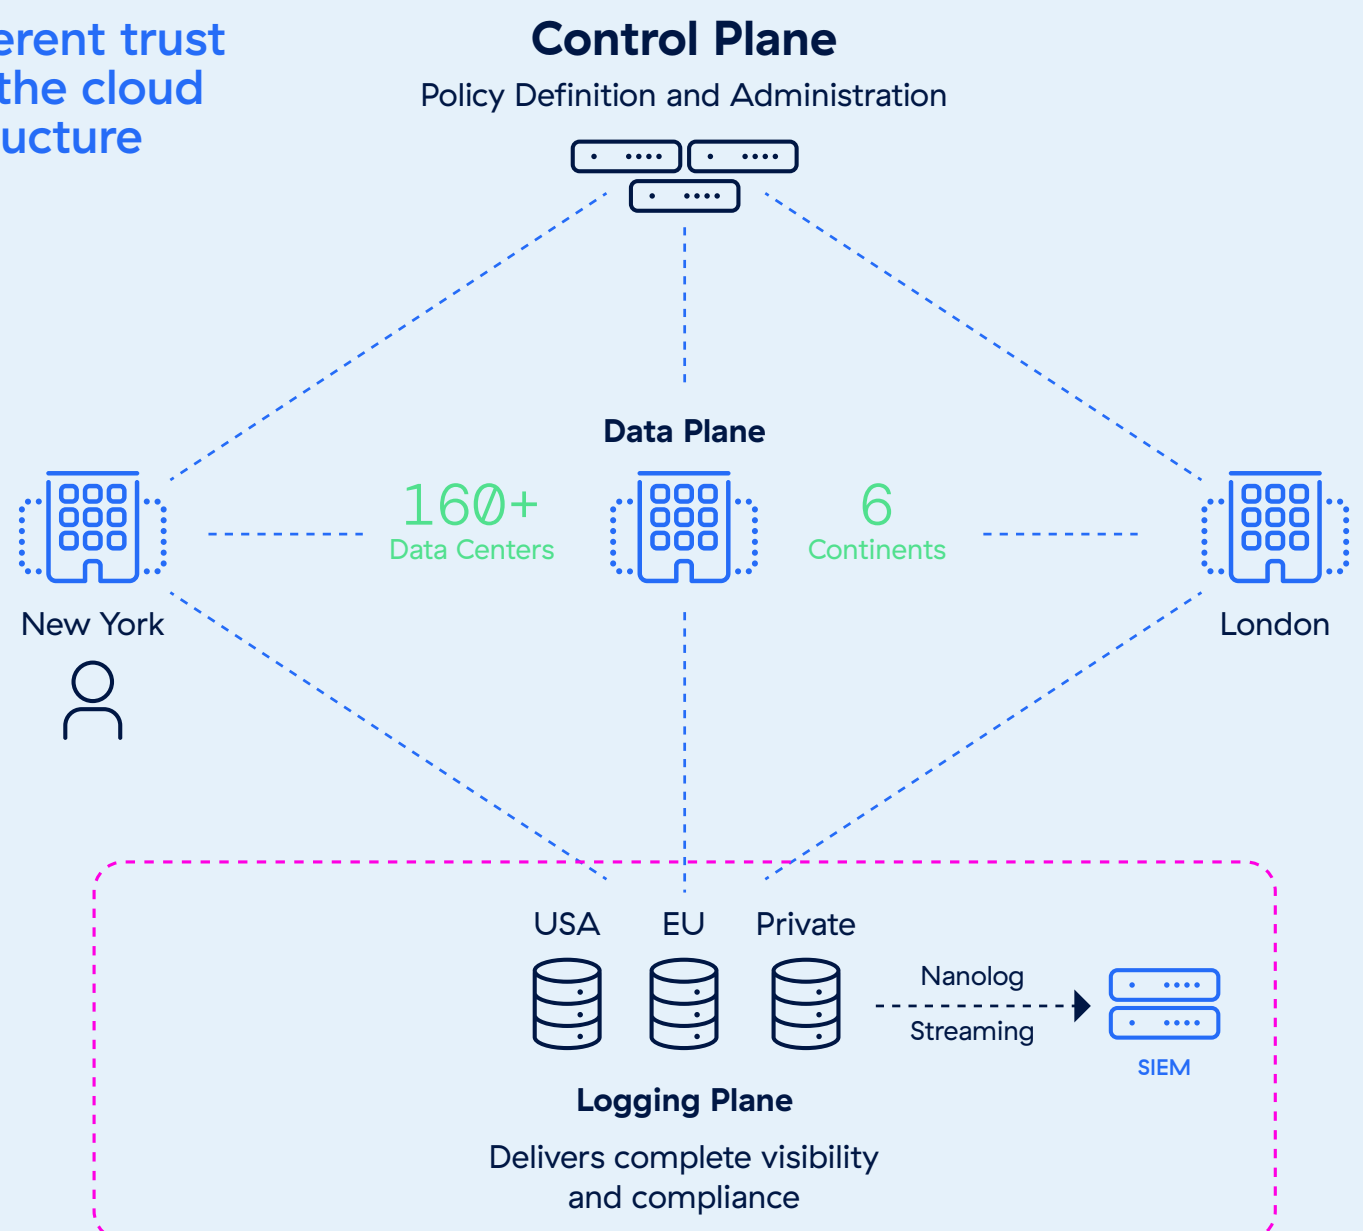 erent trust
the cloud
ucture
Control Plane
Policy Definition and Administration
Data Plane
160+
Data Centers
6
Continents
New York
London
USA EU Private
Nanolog
Streaming
SIEM
Logging Plane
Delivers complete visibility
and compliance